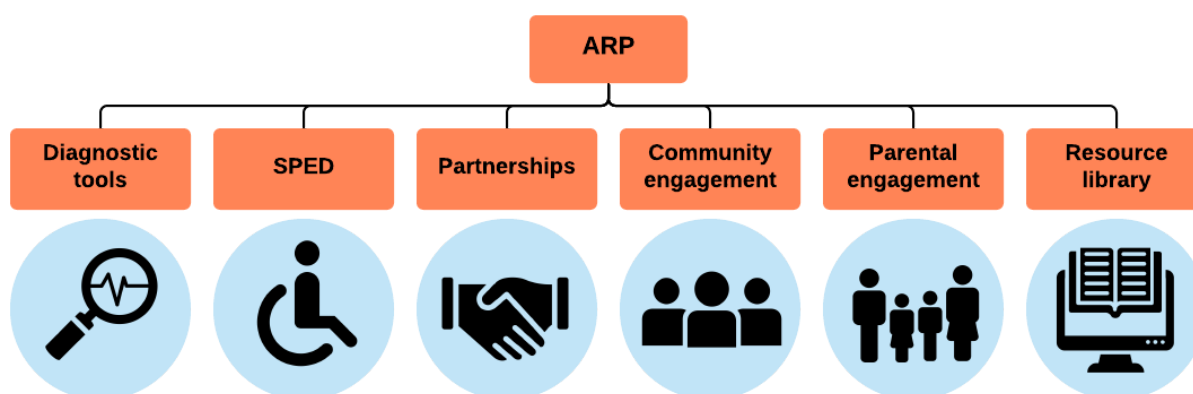 ARP
Diagnostic
tools
SPED
Partnerships
Community
engagement
Parental
engagement
Resource
library